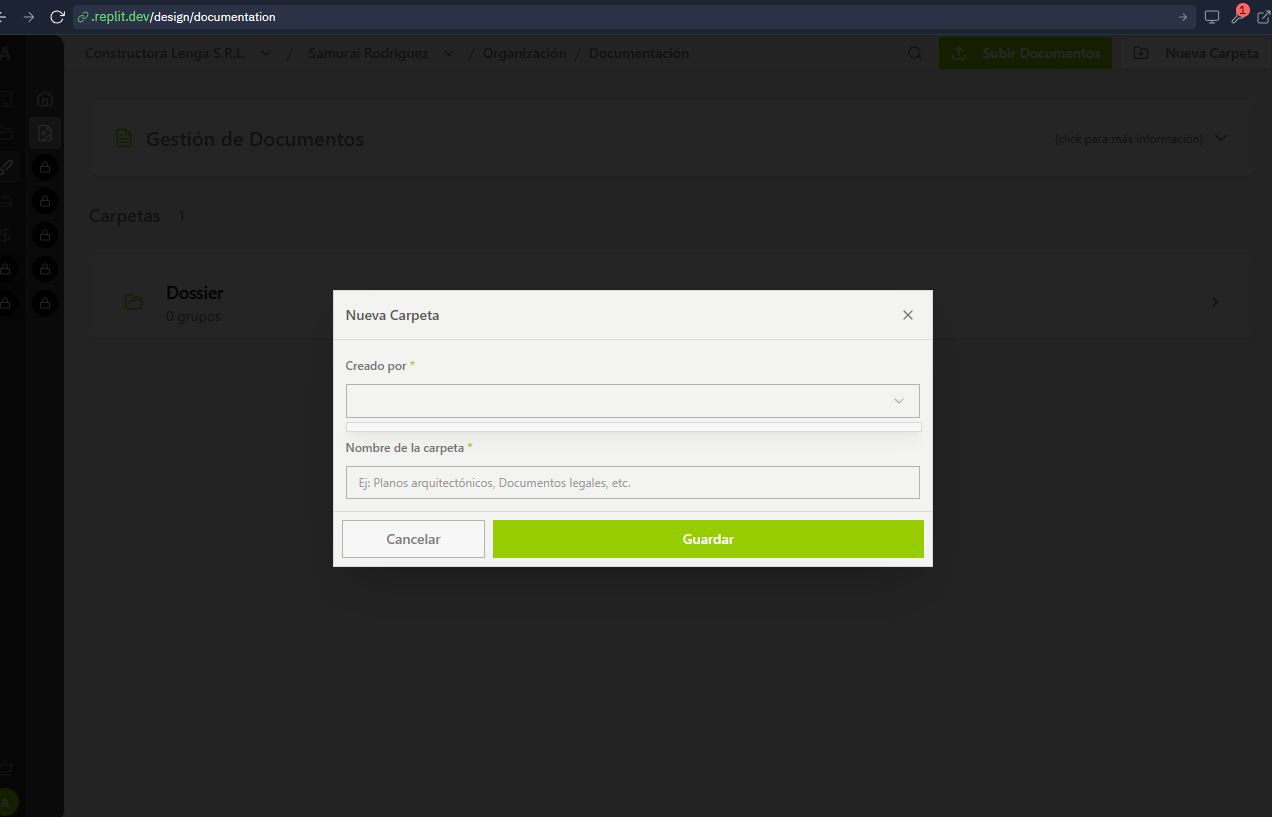 .replit.dev/design/documentation
1
A
Constructora Lenga S.R.L. / Samurai Rodriguez / Organización / Documentación
Subir Documentos
Nueva Carpeta
Gestión de Documentos
(click para más información)
Carpetas 1
Dossier
0 grupos
Nueva Carpeta
Creado por *
Nombre de la carpeta *
Ej: Planos arquitectónicos, Documentos legales, etc.
Cancelar
Guardar
A